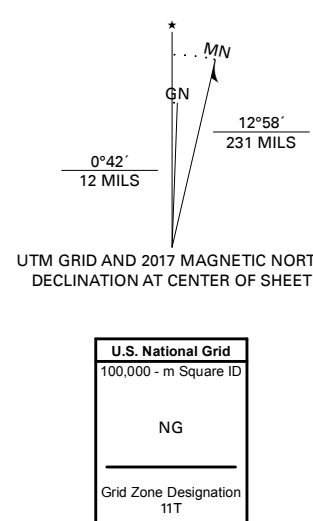 ★
MN
GN
12°58´
231 MILS
0°42´
12 MILS
UTM GRID AND 2017 MAGNETIC NORT
DECLINATION AT CENTER OF SHEET
U.S. National Grid
100,000 - m Square ID
NG
Grid Zone Designation
11T